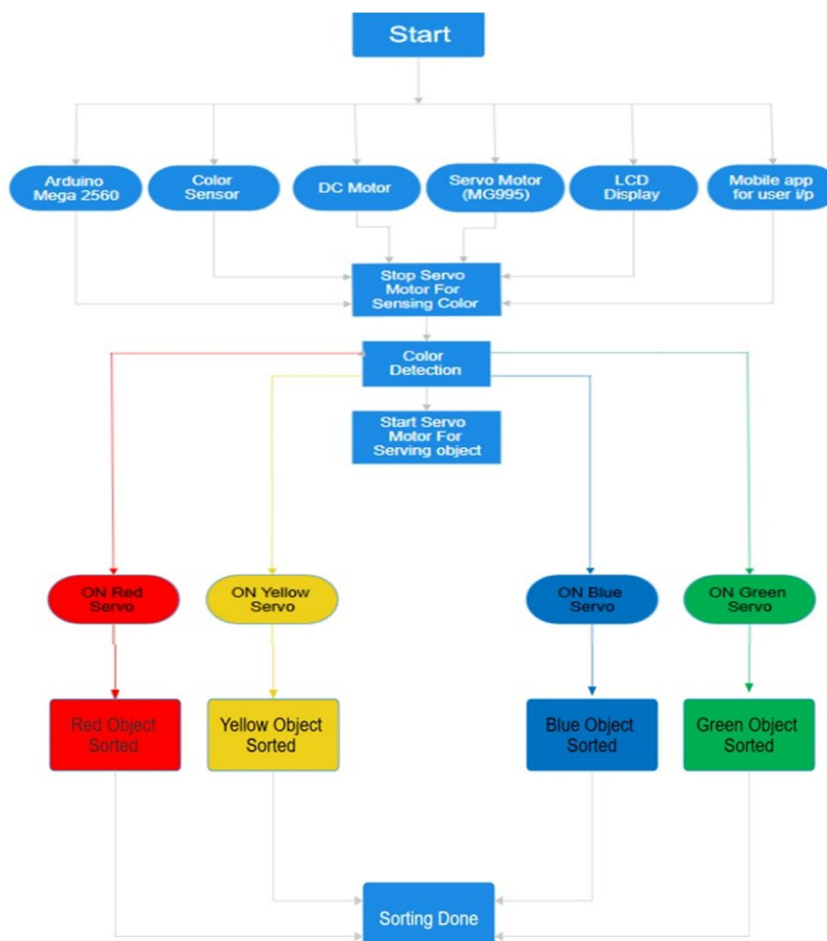 Start
Arduino
Mega 2560
Color
Sensor
DC Motor
Servo Motor
(MG995)
LCD
Display
Mobile app
for user i/p
Stop Servo
Motor For
Sensing Color
Color
Detection
Start Servo
Motor For
Serving object
ON Red
Servo
ON Yellow
Servo
ON Blue
Servo
ON Green
Servo
Red Object
Sorted
Yellow Object
Sorted
Blue Object
Sorted
Green Object
Sorted
Sorting Done